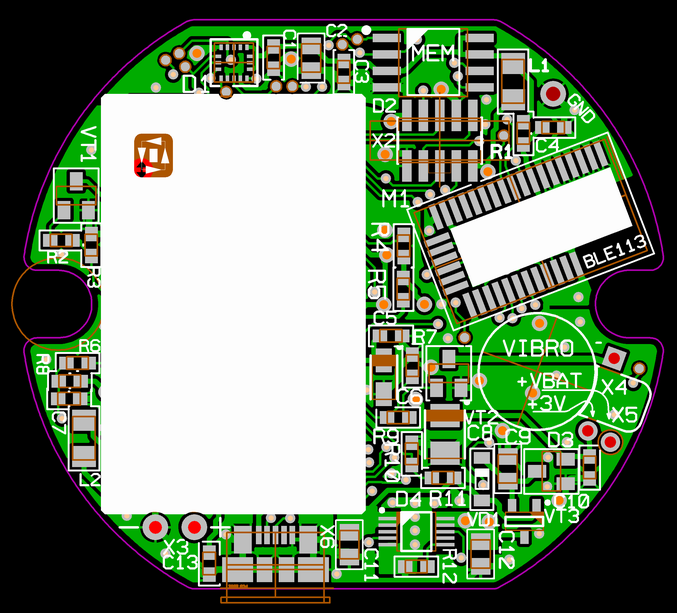 C2
C1
MEM
C3
L1
D1
GND
D2
VT1
X2
R1
C4
M1
R4
BLE113
R2
R3
R5
C5
R7
VIBRO
-
R6
R8
+VBAT
X4
C6
+3V
X5
C7
VT2
R9
C8
C9
D3
R10
L2
D4
R11
C10
VD1
VT3
-
+
X6
X3
C13
C11
R12
C12